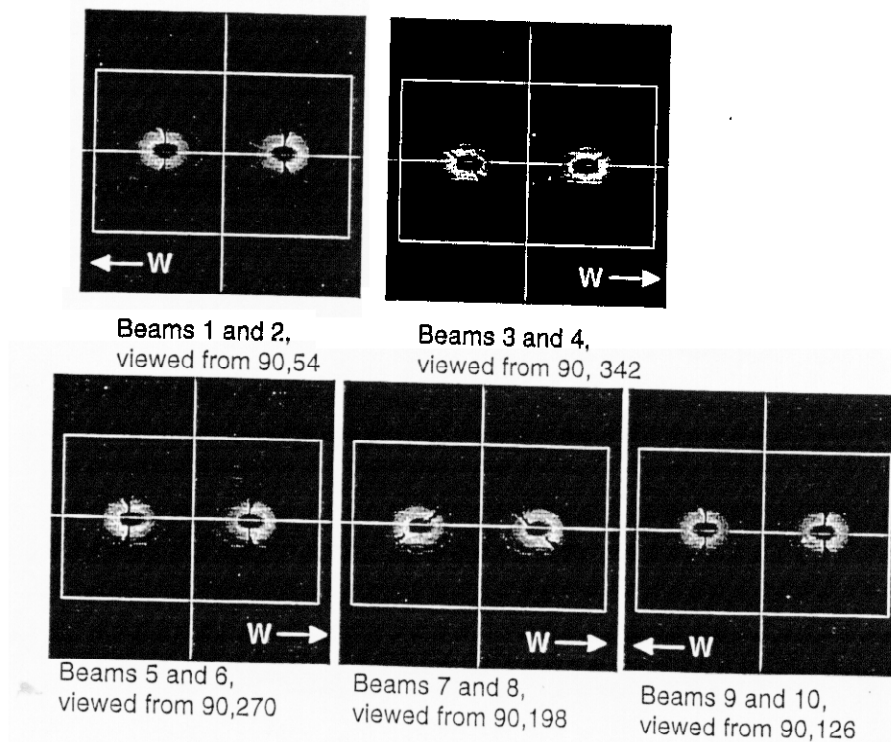 W
W
Beams 1 and 2,
viewed from 90,54
Beams 3 and 4,
viewed from 90, 342
W
W
W
Beams 5 and 6,
viewed from 90,270
Beams 7 and 8,
viewed from 90,198
Beams 9 and 10,
viewed from 90,126